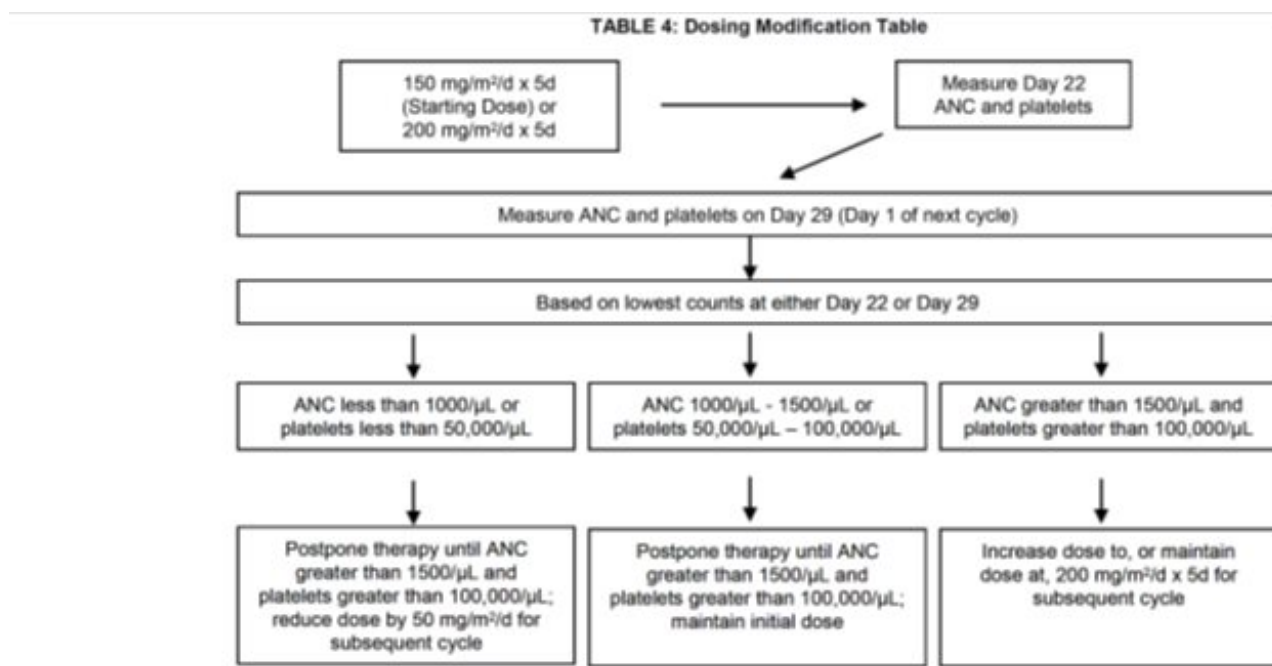 TABLE 4: Dosing Modification Table
150 mg/m²/d x 5d
(Starting Dose) or
200 mg/m²/d x 5d
Measure Day 22
ANC and platelets
Measure ANC and platelets on Day 29 (Day 1 of next cycle)
Based on lowest counts at either Day 22 or Day 29
ANC less than 1000/µL or
platelets less than 50,000/µL
ANC 1000/µL - 1500/µL or
platelets 50,000/µL – 100,000/µL
ANC greater than 1500/µL and
platelets greater than 100,000/µL
Postpone therapy until ANC
greater than 1500/µL and
platelets greater than 100,000/µL;
reduce dose by 50 mg/m²/d for
subsequent cycle
Postpone therapy until ANC
greater than 1500/µL and
platelets greater than 100,000/µL;
maintain initial dose
Increase dose to, or maintain
dose at, 200 mg/m²/d x 5d for
subsequent cycle